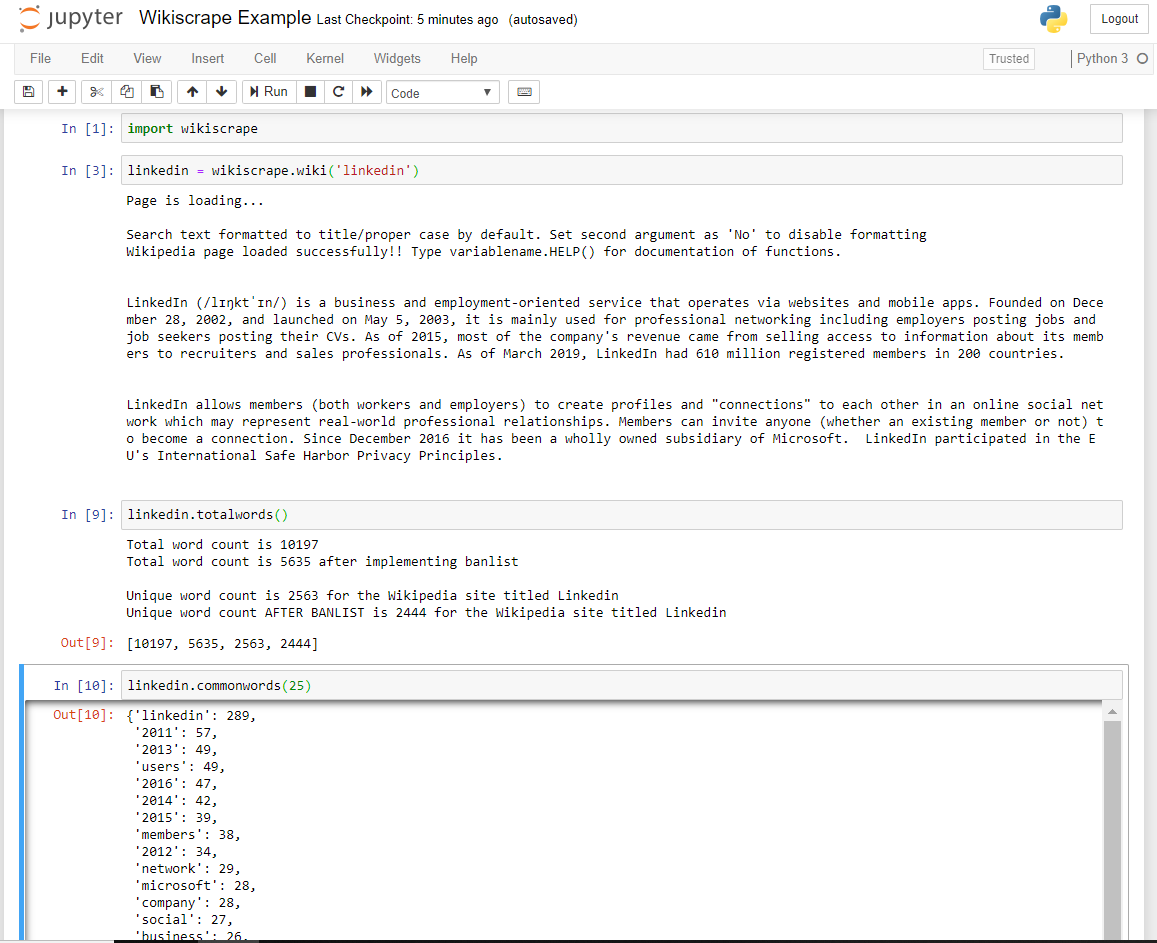 jupyter Wikiscrape Example Last Checkpoint: 5 minutes ago (autosaved) Logout
File Edit View Insert Cell Kernel Widgets Help Trusted Python 3
Run Code
In [1]: import wikiscrape
In [3]: linkedin = wikiscrape.wiki('linkedin')
Page is loading...
Search text formatted to title/proper case by default. Set second argument as 'No' to disable formatting
Wikipedia page loaded successfully!! Type variablename.HELP() for documentation of functions.
LinkedIn (/lɪŋktˈɪn/) is a business and employment-oriented service that operates via websites and mobile apps. Founded on Dece
mber 28, 2002, and launched on May 5, 2003, it is mainly used for professional networking including employers posting jobs and
job seekers posting their CVs. As of 2015, most of the company's revenue came from selling access to information about its memb
ers to recruiters and sales professionals. As of March 2019, LinkedIn had 610 million registered members in 200 countries.
LinkedIn allows members (both workers and employers) to create profiles and "connections" to each other in an online social net
work which may represent real-world professional relationships. Members can invite anyone (whether an existing member or not) t
o become a connection. Since December 2016 it has been a wholly owned subsidiary of Microsoft.  LinkedIn participated in the E
U's International Safe Harbor Privacy Principles.
In [9]: linkedin.totalwords()
Total word count is 10197
Total word count is 5635 after implementing banlist
Unique word count is 2563 for the Wikipedia site titled Linkedin
Unique word count AFTER BANLIST is 2444 for the Wikipedia site titled Linkedin
Out[9]: [10197, 5635, 2563, 2444]
In [10]: linkedin.commonwords(25)
Out[10]: {'linkedin': 289,
'2011': 57,
'2013': 49,
'users': 49,
'2016': 47,
'2014': 42,
'2015': 39,
'members': 38,
'2012': 34,
'network': 29,
'microsoft': 28,
'company': 28,
'social': 27,
'business': 26,